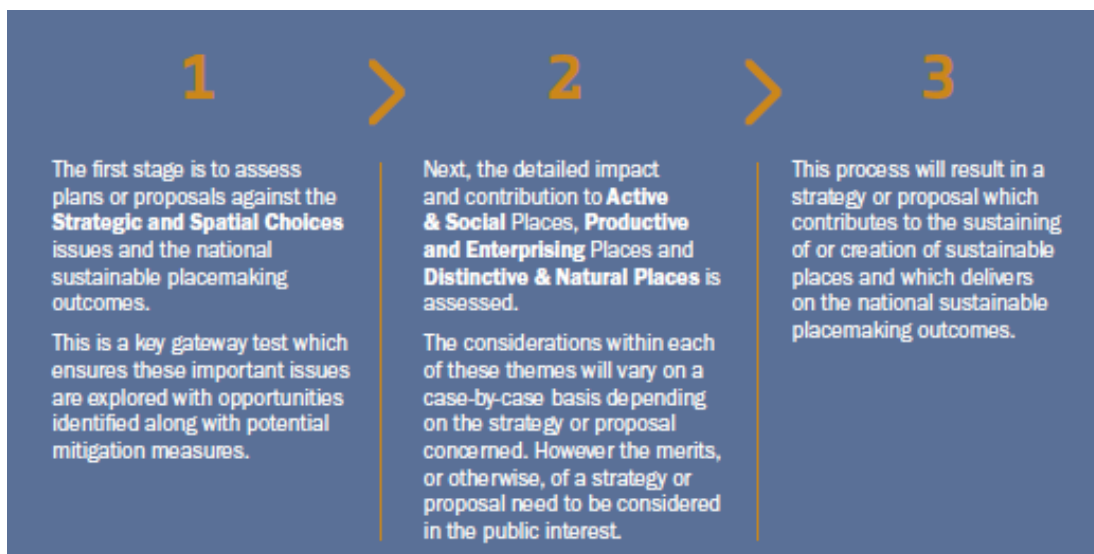 1
The first stage is to assess
plans or proposals against the
Strategic and Spatial Choices
issues and the national
sustainable placemaking
outcomes.
This is a key gateway test which
ensures these important issues
are explored with opportunities
identified along with potential
mitigation measures.
2
Next, the detailed impact
and contribution to Active
& Social Places, Productive
and Enterprising Places and
Distinctive & Natural Places is
assessed.
The considerations within each
of these themes will vary on a
case-by-case basis depending
on the strategy or proposal
concerned. However the merits,
or otherwise, of a strategy or
proposal need to be considered
in the public interest.
3
This process will result in a
strategy or proposal which
contributes to the sustaining
of or creation of sustainable
places and which delivers
on the national sustainable
placemaking outcomes.